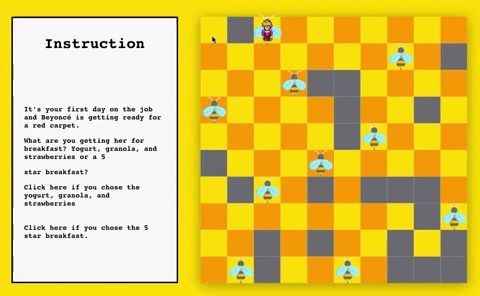 Instruction
It's your first day on the job
and Beyoncé is getting ready for
a red carpet.
What are you getting her for
breakfast? Yogurt, granola, and
strawberries or a 5
star breakfast?
Click here if you chose the
yogurt, granola, and
strawberries
Click here if you chose the 5
star breakfast.